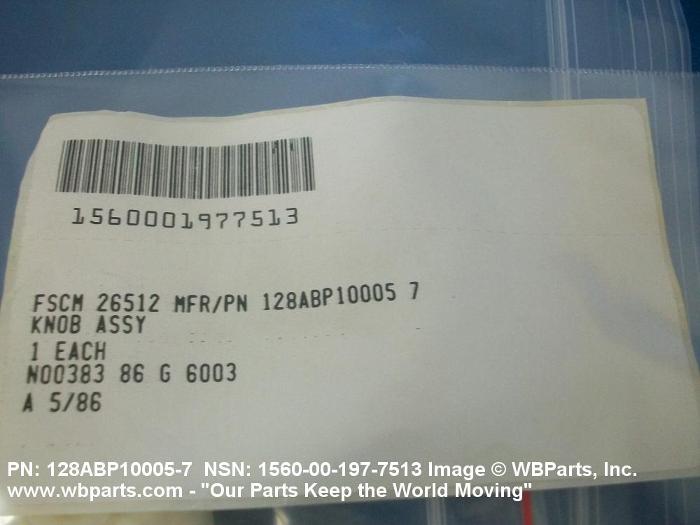 1560001977513
FSCM 26512 MFR/PN 128ABP10005 7
KNOB ASSY
1 EACH
N00383 86 G 6003
A 5/86
PN: 128ABP10005-7 NSN: 1560-00-197-7513 Image © WBParts, Inc.
www.wbparts.com - "Our Parts Keep the World Moving"